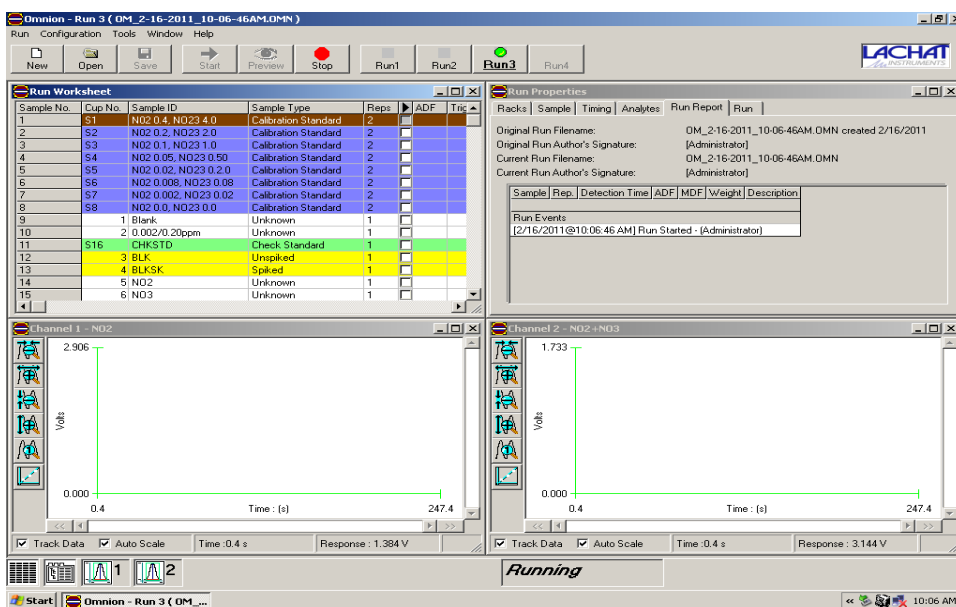 Omnion - Run 3 ( OM_2-16-2011_10-06-46AM.OMN )
Run Configuration Tools Window Help
New Open Save Start Preview Stop Run1 Run2 Run3 Run4
LACHAT
INSTRUMENTS
Run Worksheet
Sample No. Cup No. Sample ID Sample Type Reps ADF Trig
1 S1 N02 0.4, NO23 4.0 Calibration Standard 2
2 S2 N02 0.2, NO23 2.0 Calibration Standard 2
3 S3 N02 0.1, NO23 1.0 Calibration Standard 2
4 S4 N02 0.05, NO23 0.50 Calibration Standard 2
5 S5 N02 0.02, NO23 0.2.0 Calibration Standard 2
6 S6 N02 0.008, NO23 0.08 Calibration Standard 2
7 S7 N02 0.002, NO23 0.02 Calibration Standard 2
8 S8 N02 0.0, NO23 0.0 Calibration Standard 2
9 1 Blank Unknown 1
10 2 0.002/0.20ppm Unknown 1
11 S16 CHKSTD Check Standard 1
12 3 BLK Unspiked 1
13 4 BLKSK Spiked 1
14 5 NO2 Unknown 1
15 6 NO3 Unknown 1
Run Properties
Racks Sample Timing Analytes Run Report Run
Original Run Filename: OM_2-16-2011_10-06-46AM.OMN created 2/16/2011
Original Run Author's Signature: [Administrator]
Current Run Filename: OM_2-16-2011_10-06-46AM.OMN
Current Run Author's Signature: [Administrator]
Sample Rep. Detection Time ADF MDF Weight Description
Run Events
[2/16/2011@10:06:46 AM] Run Started - (Administrator)
Channel 1 - NO2
2.906
Volts
0.000
0.4 Time : (s) 247.4
Track Data Auto Scale Time :0.4 s Response : 1.384 V
Channel 2 - NO2+NO3
1.733
Volts
0.000
0.4 Time : (s) 247.4
Track Data Auto Scale Time :0.4 s Response : 3.144 V
1 2 Running
Start Omnion - Run 3 ( OM_... 10:06 AM